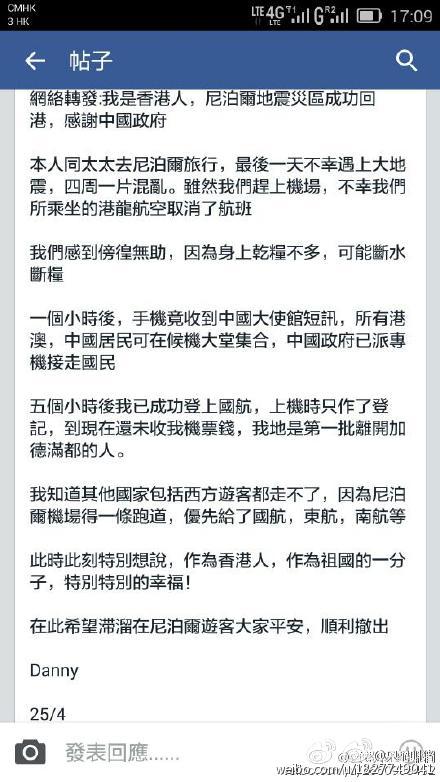 CMHK
3 HK
LTE 4G T1 LTE G R2 17:09
帖子
網絡轉發:我是香港人，尼泊爾地震災區成功回
港，感謝中國政府
本人同太太去尼泊爾旅行，最後一天不幸遇上大地
震，四周一片混亂。雖然我們趕上機場，不幸我們
所乘坐的港龍航空取消了航班
我們感到傍徨無助，因為身上乾糧不多，可能斷水
斷糧
一個小時後，手機竟收到中國大使館短訊，所有港
澳，中國居民可在候機大堂集合，中國政府已派專
機接走國民
五個小時後我已成功登上國航，上機時只作了登
記，到現在還未收我機票錢，我地是第一批離開加
德滿都的人。
我知道其他國家包括西方遊客都走不了，因為尼泊
爾機場得一條跑道，優先給了國航，東航，南航等
此時此刻特別想說，作為香港人，作為祖國的一分
子，特別特別的幸福！
在此希望滯溜在尼泊爾遊客大家平安，順利撤出
Danny
25/4
發表回應......